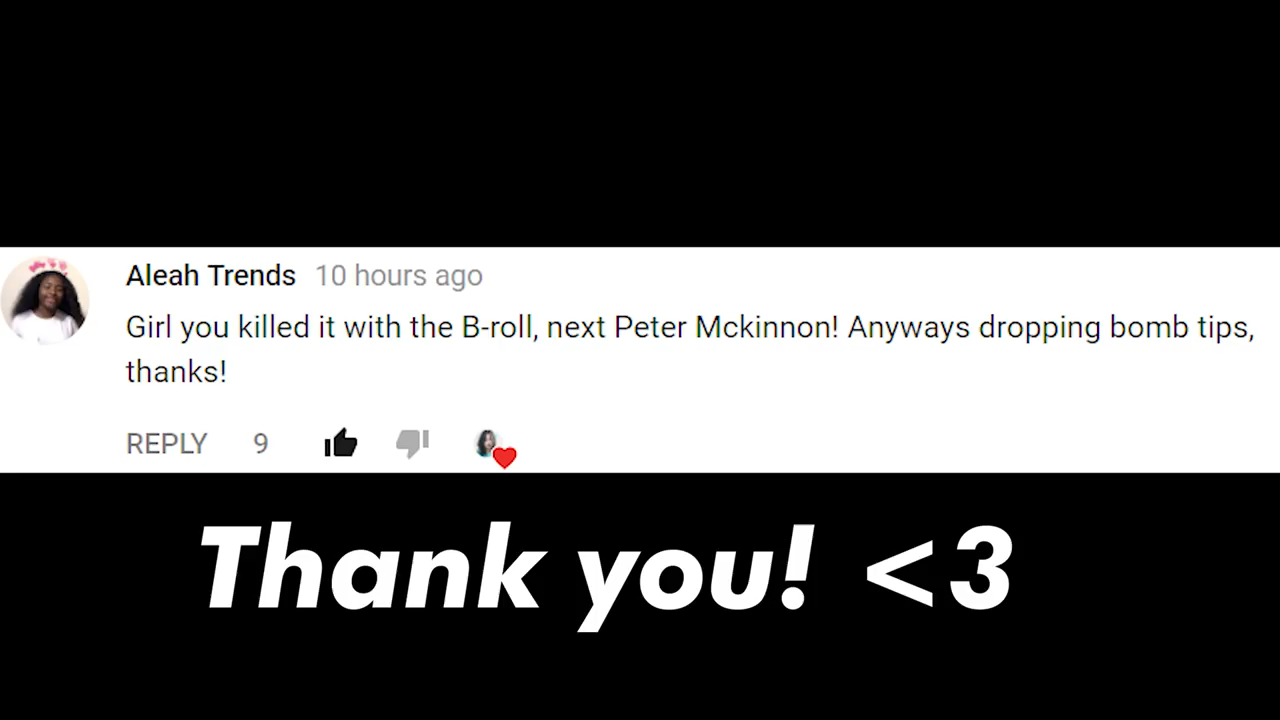 Aleah Trends 10 hours ago
Girl you killed it with the B-roll, next Peter Mckinnon! Anyways dropping bomb tips,
thanks!
REPLY 9
Thank you! <3